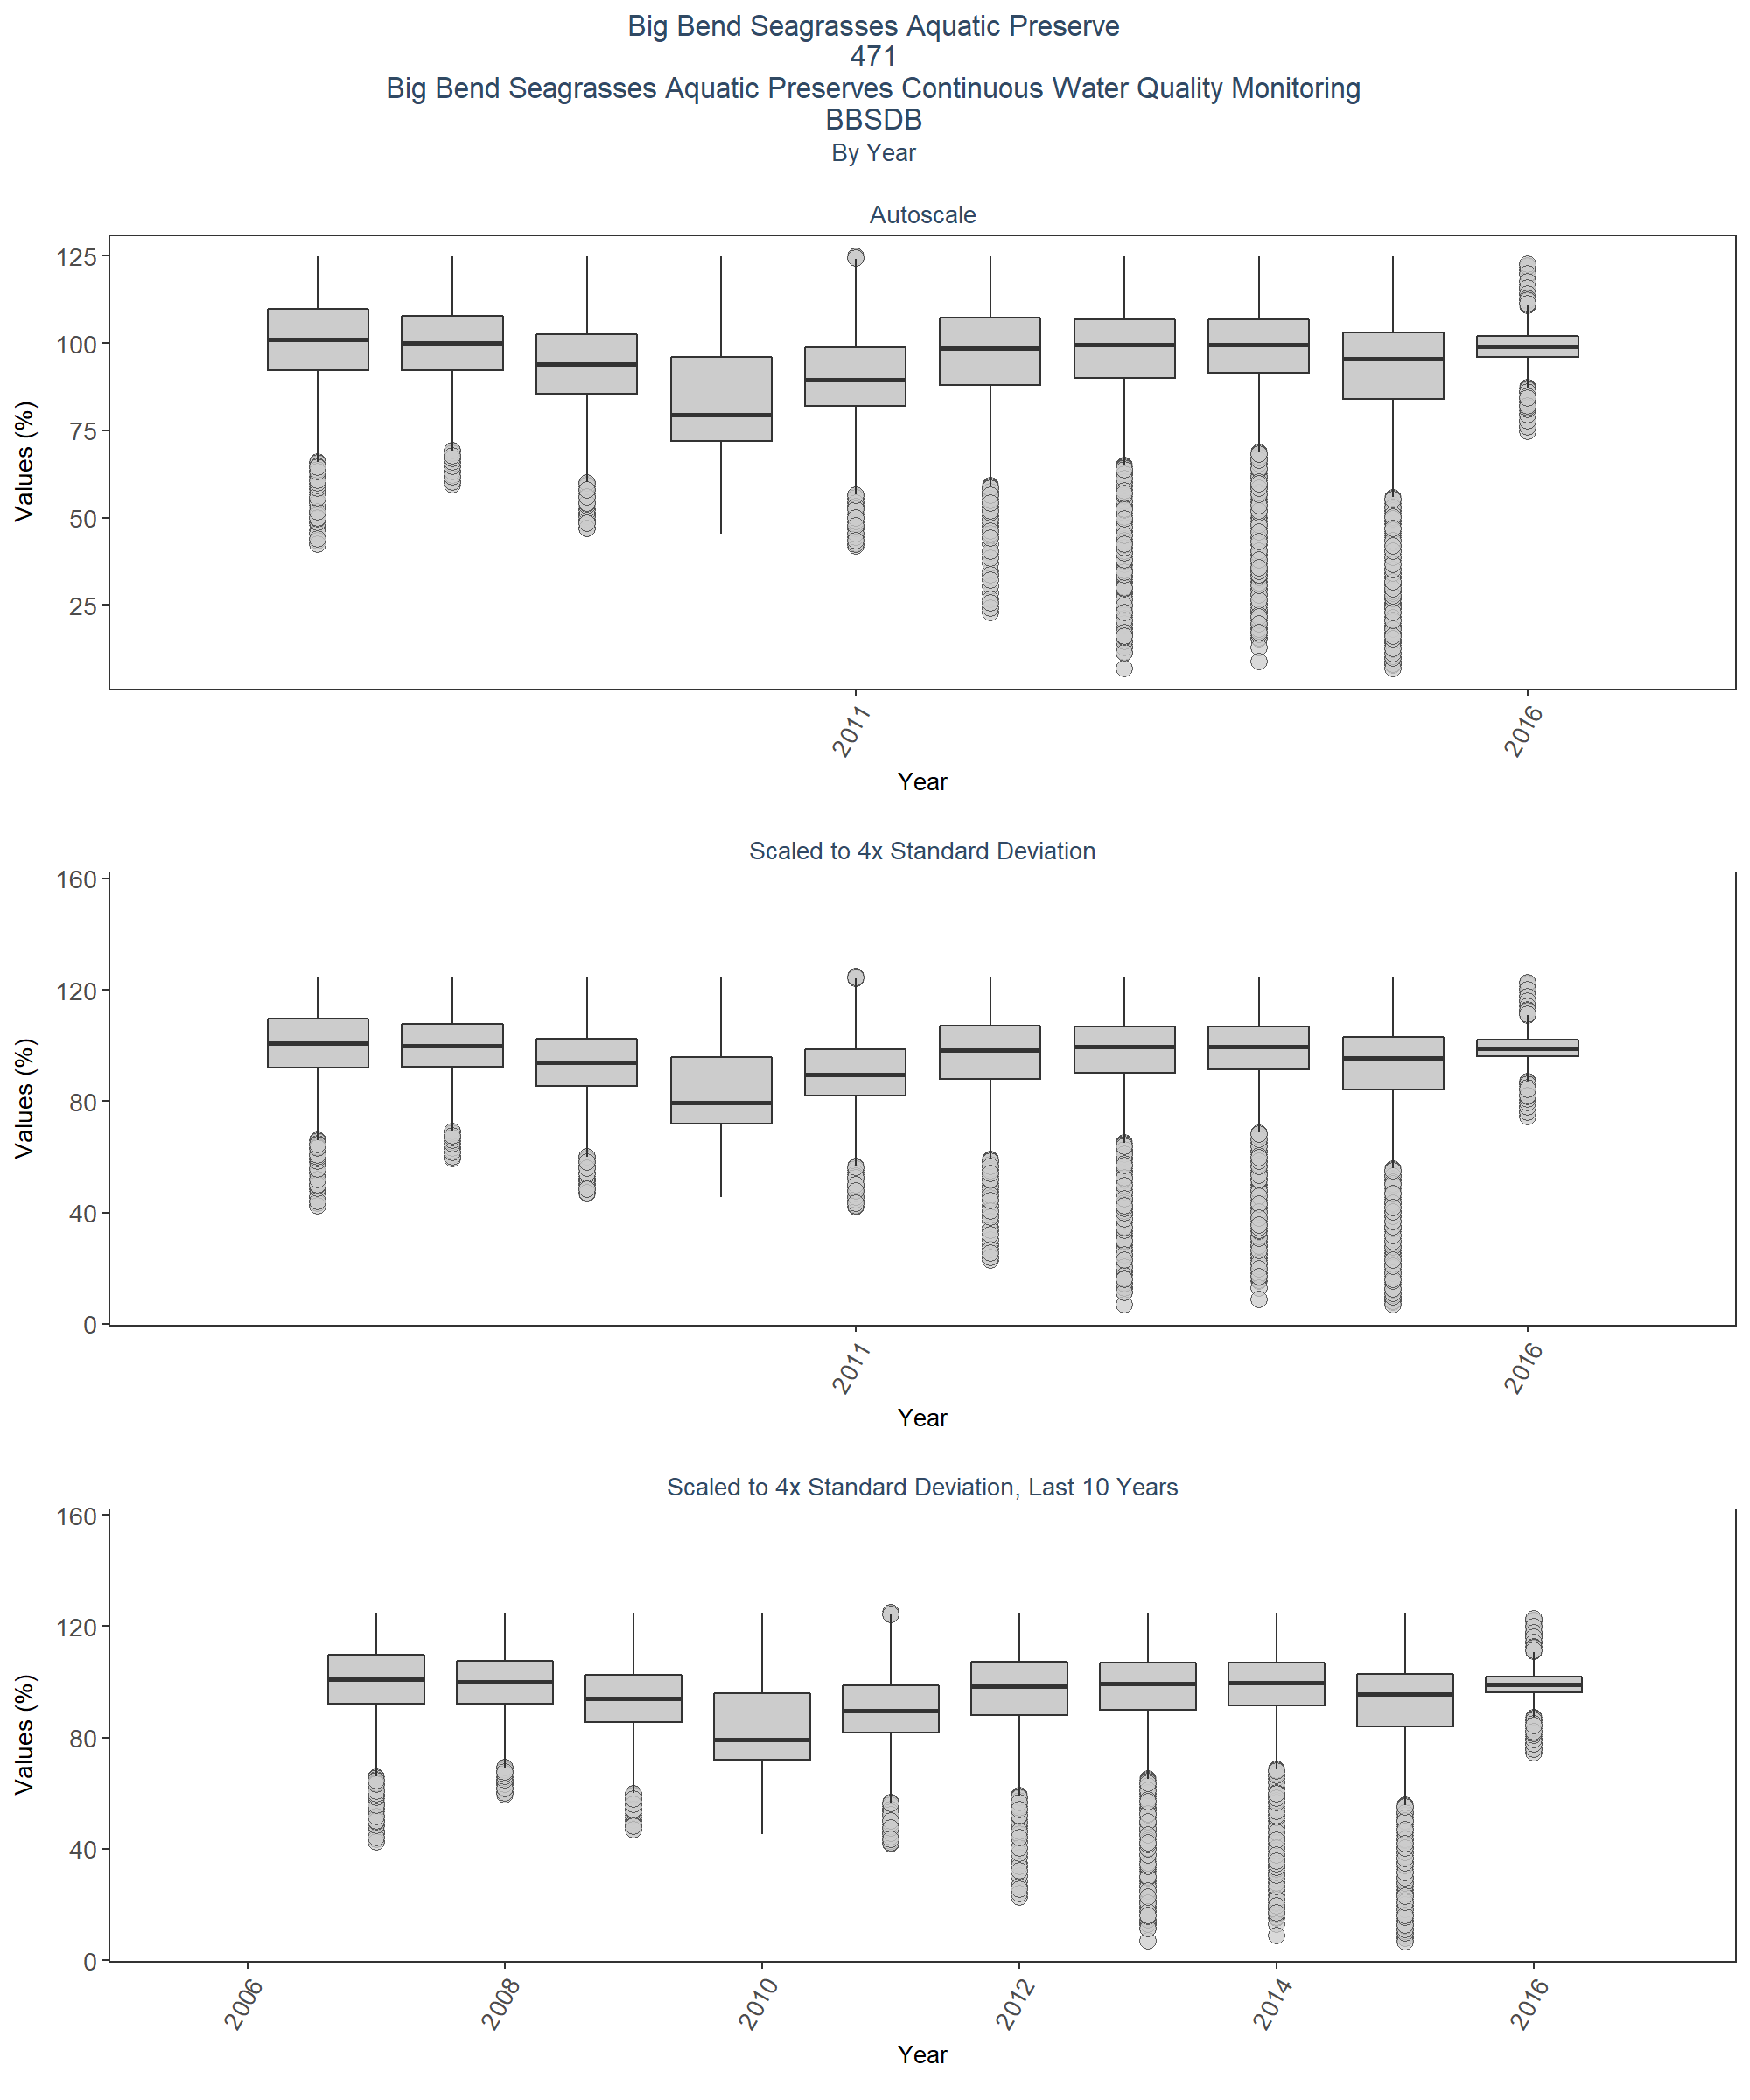 Big Bend Seagrasses Aquatic Preserve
471
Big Bend Seagrasses Aquatic Preserves Continuous Water Quality Monitoring
BBSDB
By Year
Autoscale
125
100
75
50
25
Values (%)
2011
2016
Year
Scaled to 4x Standard Deviation
160
120
80
40
0
Values (%)
2011
2016
Year
Scaled to 4x Standard Deviation, Last 10 Years
160
120
80
40
0
Values (%)
2006
2008
2010
2012
2014
2016
Year